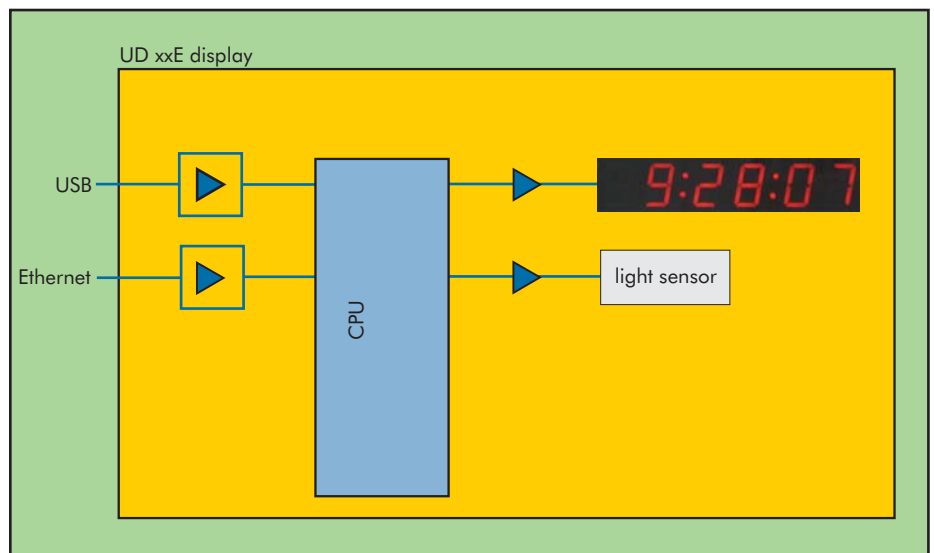 UD xxE display
USB
9:28:07
Ethernet
light sensor
CPU